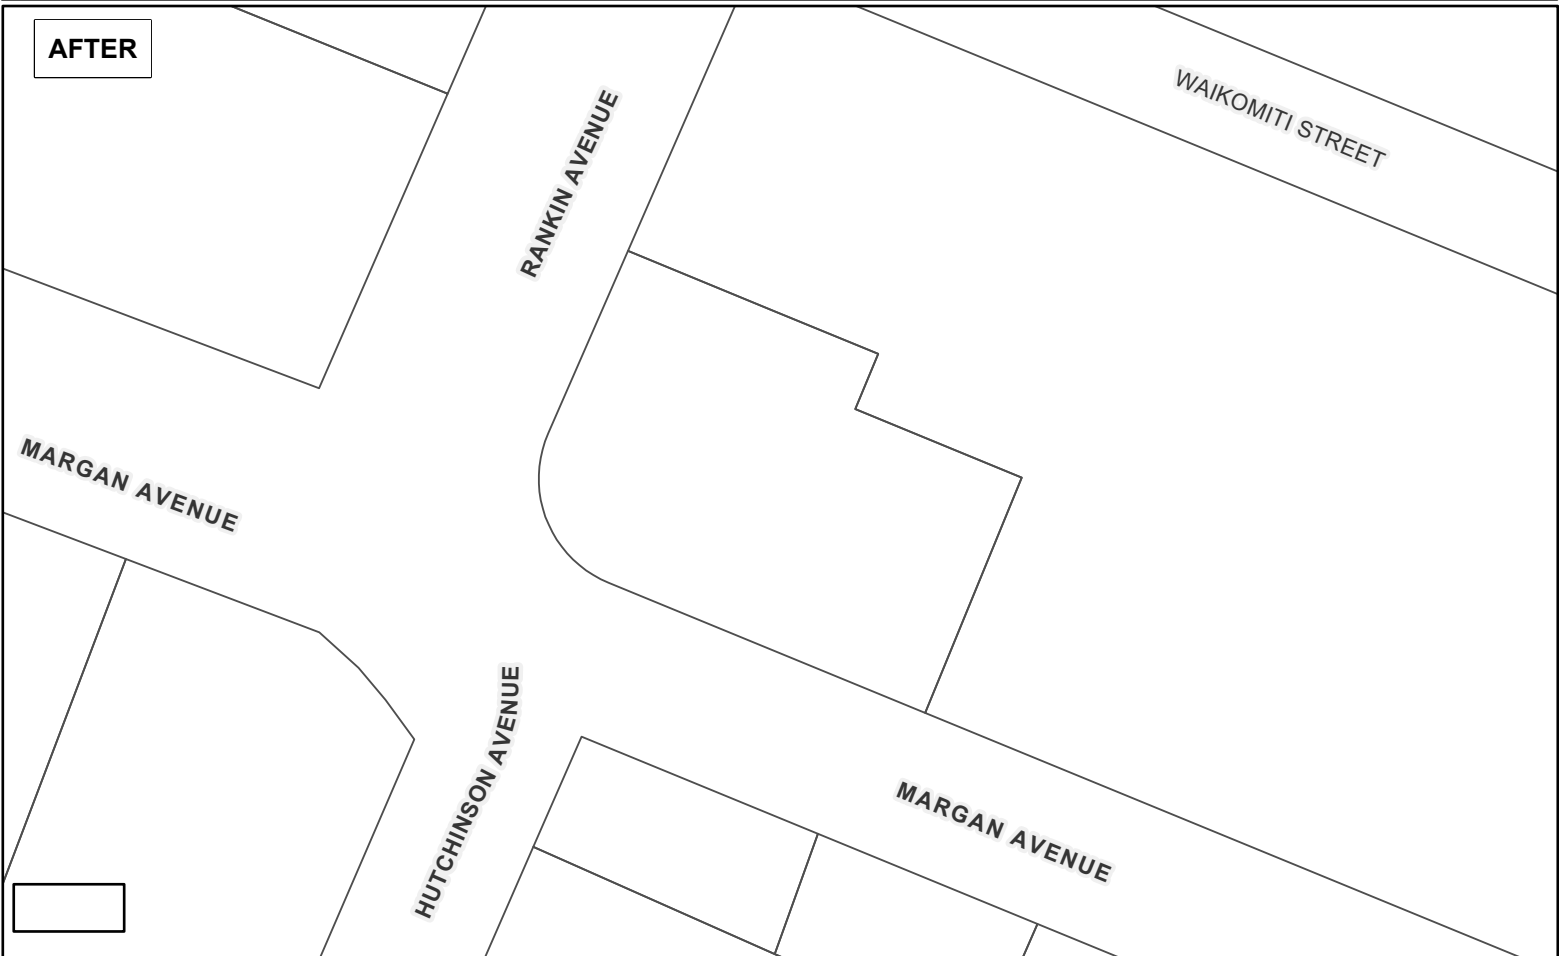 AFTER
WAIKOMITI STREET
RANKIN AVENUE
MARGAN AVENUE
HUTCHINSON AVENUE
MARGAN AVENUE